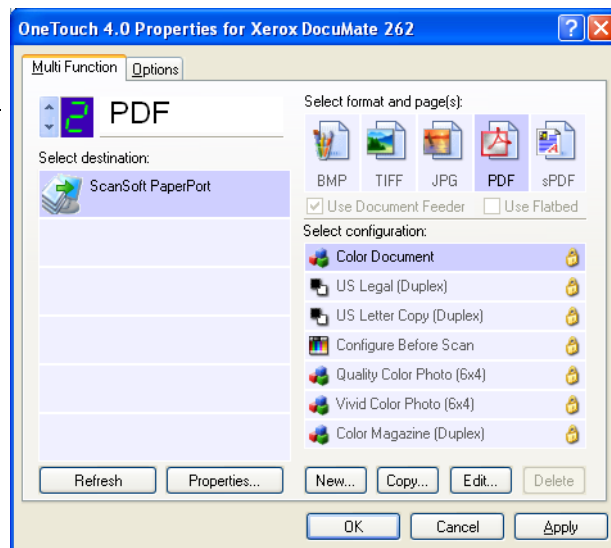 OneTouch 4.0 Properties for Xerox DocuMate 262
Multi Function Options
2 PDF
Select destination:
ScanSoft PaperPort
Select format and page(s):
BMP TIFF JPG PDF sPDF
Use Document Feeder Use Flatbed
Select configuration:
Color Document
US Legal (Duplex)
US Letter Copy (Duplex)
Configure Before Scan
Quality Color Photo (6x4)
Vivid Color Photo (6x4)
Color Magazine (Duplex)
Refresh Properties... New... Copy... Edit... Delete
OK Cancel Apply